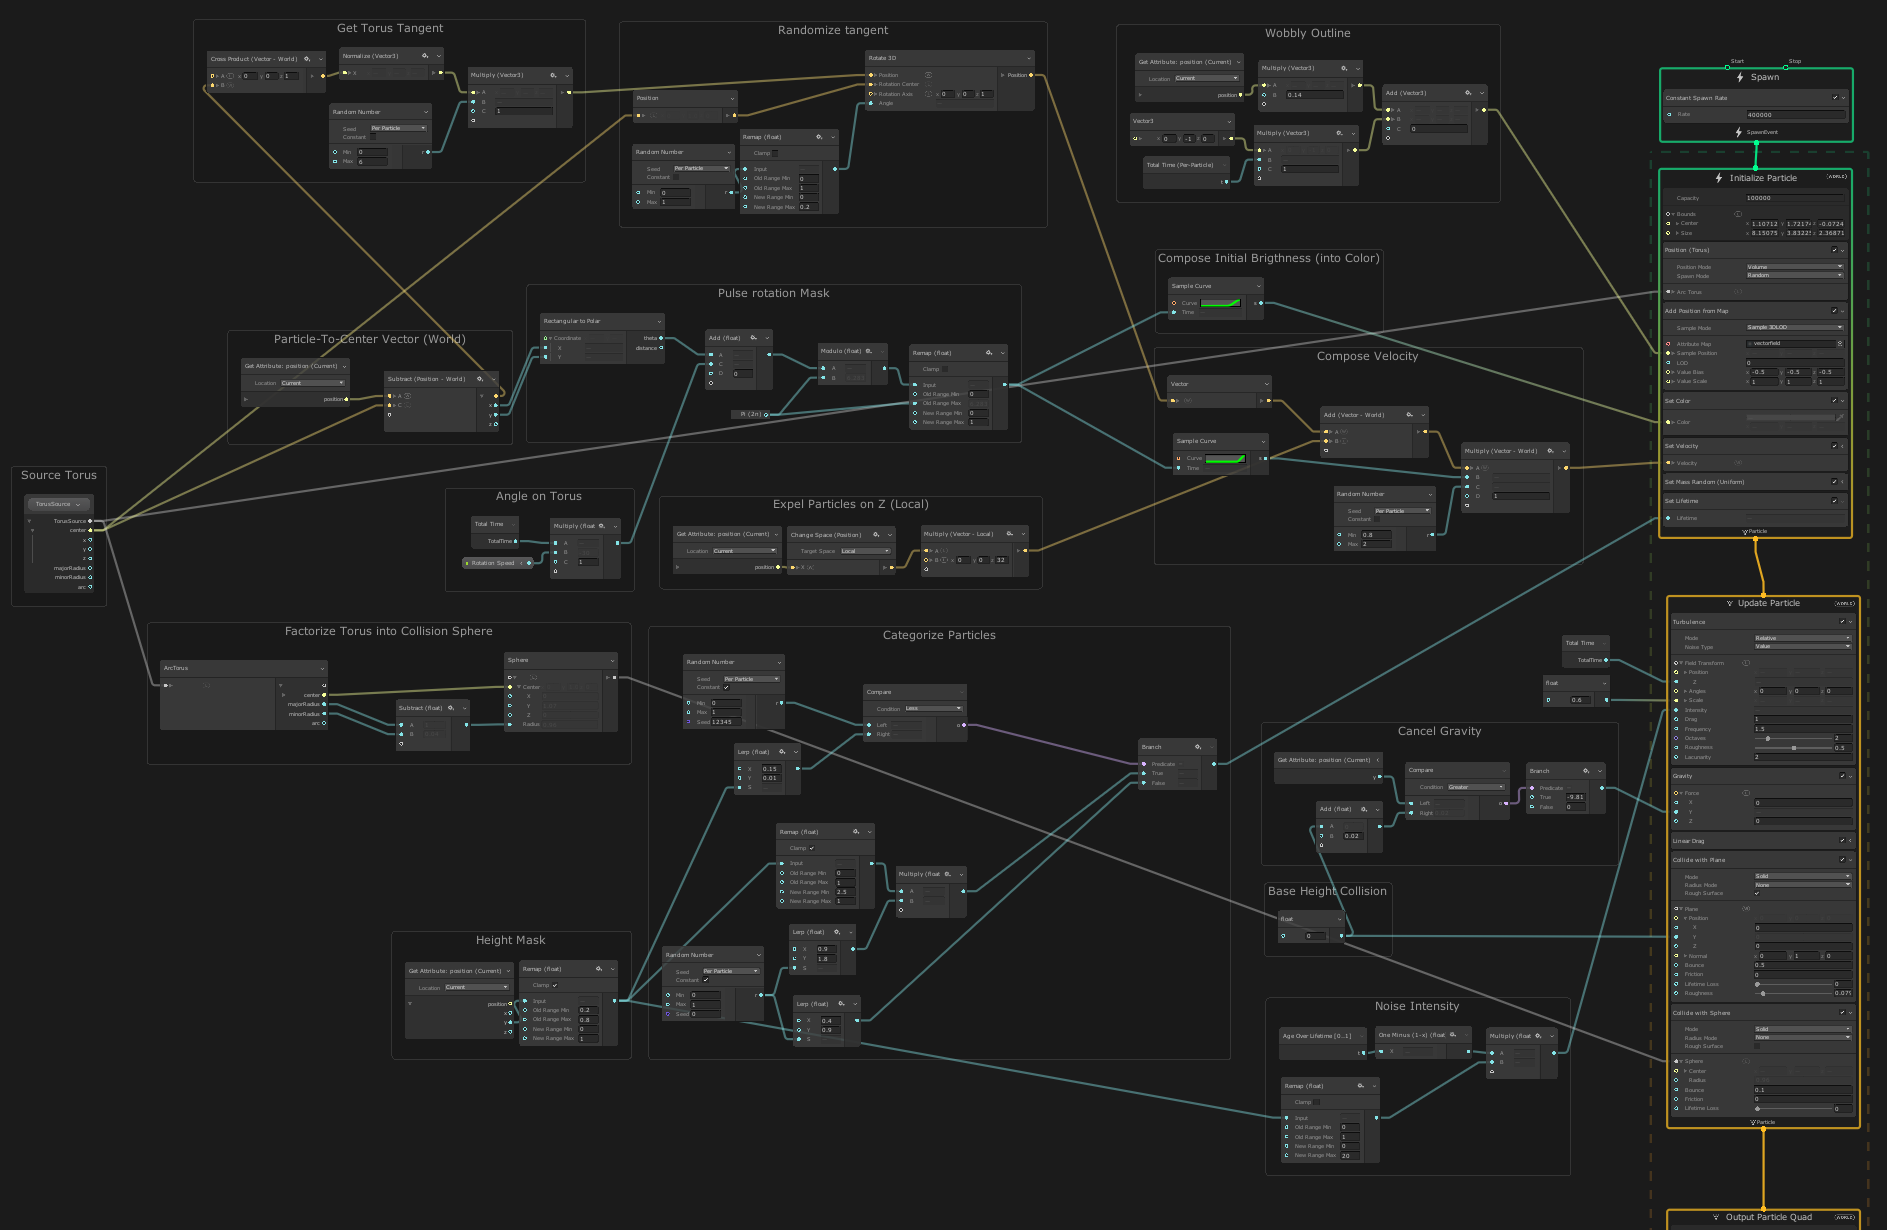 Get Torus Tangent
Cross Product (Vector - World)
A x 0 y 0 z 1
B
Normalize (Vector3)
X
Random Number
Seed Per Particle
Constant
Min 0
Max 6
r
Multiply (Vector3)
A
B
C 1
Randomize tangent
Position
Random Number
Seed Per Particle
Constant
Min 0
Max 1
r
Remap (float)
Clamp
Input
Old Range Min 0
Old Range Max 1
New Range Min 0
New Range Max 0.2
Rotate 3D
Position
Rotation Center
Rotation Axis x 0 y 0 z 1
Angle
Position
Wobbly Outline
Get Attribute: position (Current)
Location Current
position
Vector3
0 y -1 z 0
Total Time (Per-Particle)
t
Multiply (Vector3)
A
B 0.14
Multiply (Vector3)
A
B
C 1
Add (Vector3)
A
B
C 0
Start
Stop
Spawn
Constant Spawn Rate
Rate 400000
SpawnEvent
Initialize Particle
Capacity 100000
Bounds
Center x 1.10712 y 1.7217 z -0.0724
Size x 8.15075 y 3.8322 z 2.36871
Position (Torus)
Position Mode Volume
Spawn Mode Random
Arc Torus
Add Position from Map
Sample Mode Sample 3DLOD
Attribute Map vectorfield
Sample Position
LOD 0
Value Bias x -0.5 y -0.5 z -0.5
Value Scale x 1 y 1 z 1
Set Color
Color
Set Velocity
Velocity
Set Mass Random (Uniform)
Set Lifetime
Lifetime
Particle
Compose Initial Brigthness (into Color)
Sample Curve
Curve
Time
s
Pulse rotation Mask
Rectangular to Polar
Coordinate
X
Y
theta
distance
Add (float)
A
C
D 0
Modulo (float)
A
B
Pi (2π)
Remap (float)
Clamp
Input
Old Range Min 0
Old Range Max
New Range Min 0
New Range Max 1
Particle-To-Center Vector (World)
Get Attribute: position (Current)
Location Current
position
Subtract (Position - World)
A
C
x
y
z
Compose Velocity
Vector
Sample Curve
Curve
Time
s
Add (Vector - World)
A
B
Random Number
Seed Per Particle
Constant
Min 0.8
Max 2
r
Multiply (Vector - World)
A
B
C
D 1
Source Torus
TorusSource
TorusSource
center
x
y
z
majorRadius
minorRadius
arc
Angle on Torus
Total Time
TotalTime
Rotation Speed
Multiply (float
A
B
C 1
Expel Particles on Z (Local)
Get Attribute: position (Current)
Location Current
position
Change Space (Position)
Target Space Local
X
Multiply (Vector - Local)
A
B x 0 y 0 z 32
Factorize Torus into Collision Sphere
ArcTorus
center
majorRadius
minorRadius
arc
Subtract (float)
A
B
Sphere
Center
X
Y
Z
Radius
Categorize Particles
Random Number
Seed Per Particle
Constant
Min 0
Max 1
Seed 12345
r
Compare
Condition Less
Left
Right
o
Lerp (float)
X 0.15
Y 0.01
S
Branch
Predicate
True
False
Remap (float)
Clamp
Input
Old Range Min 0
Old Range Max 1
New Range Min 2.5
New Range Max 1
Multiply (float
A
B
Lerp (float)
X 0.9
Y 1.8
S
Random Number
Seed Per Particle
Constant
Min 0
Max 1
Seed 0
r
Lerp (float)
X 0.4
Y 0.9
S
Height Mask
Get Attribute: position (Current)
Location Current
position
x
y
z
Remap (float)
Clamp
Input
Old Range Min 0.2
Old Range Max 0.8
New Range Min 0
New Range Max 1
Total Time
TotalTime
float
0.6
Cancel Gravity
Get Attribute: position (Current)
y
Add (float)
A
B 0.02
Compare
Condition Greater
Left
Right
o
Branch
Predicate
True -9.81
False 0
Base Height Collision
float
0
Noise Intensity
Age Over Lifetime [0..1]
t
One Minus (1-x) (float
X
Multiply (float
A
B
Remap (float)
Clamp
Input
Old Range Min 0
Old Range Max 1
New Range Min 0
New Range Max 20
Update Particle
Turbulence
Mode Relative
Noise Type Value
Field Transform
Position
Z
Angles x 0 y 0 z 0
Scale
Intensity
Drag 1
Frequency 1.5
Octaves 2
Roughness 0.5
Lacunarity 2
Gravity
Force
X 0
Y
Z 0
Linear Drag
Collide with Plane
Mode Solid
Radius Mode None
Rough Surface
Plane
Position
X 0
Y
Z 0
Normal x 0 y 1 z 0
Bounce 0.5
Friction 0
Lifetime Loss 0
Roughness 0.07
Collide with Sphere
Mode Solid
Radius Mode None
Rough Surface
Sphere
Center
Radius
Bounce 0.1
Friction 0
Lifetime Loss 0
Particle
Output Particle Quad